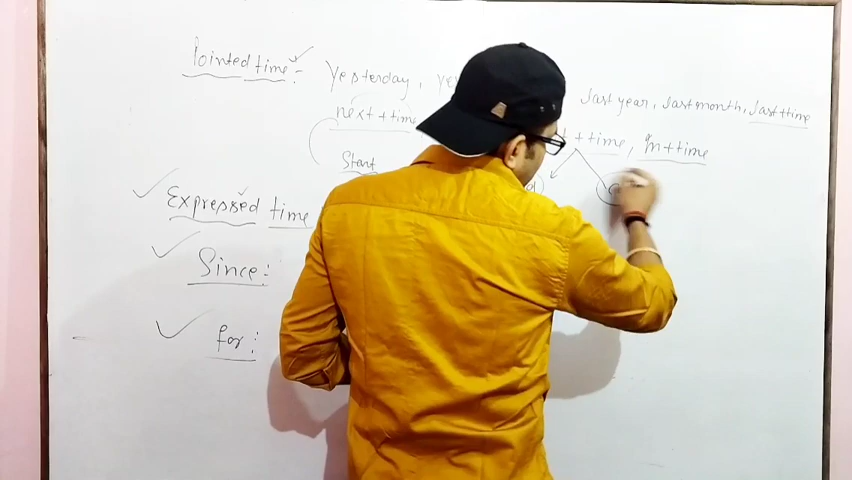 Pointed time :- Yesterday,
last year, last month, last time
next + time
+ time, In + time
Start
Expressed time
Since :
for :